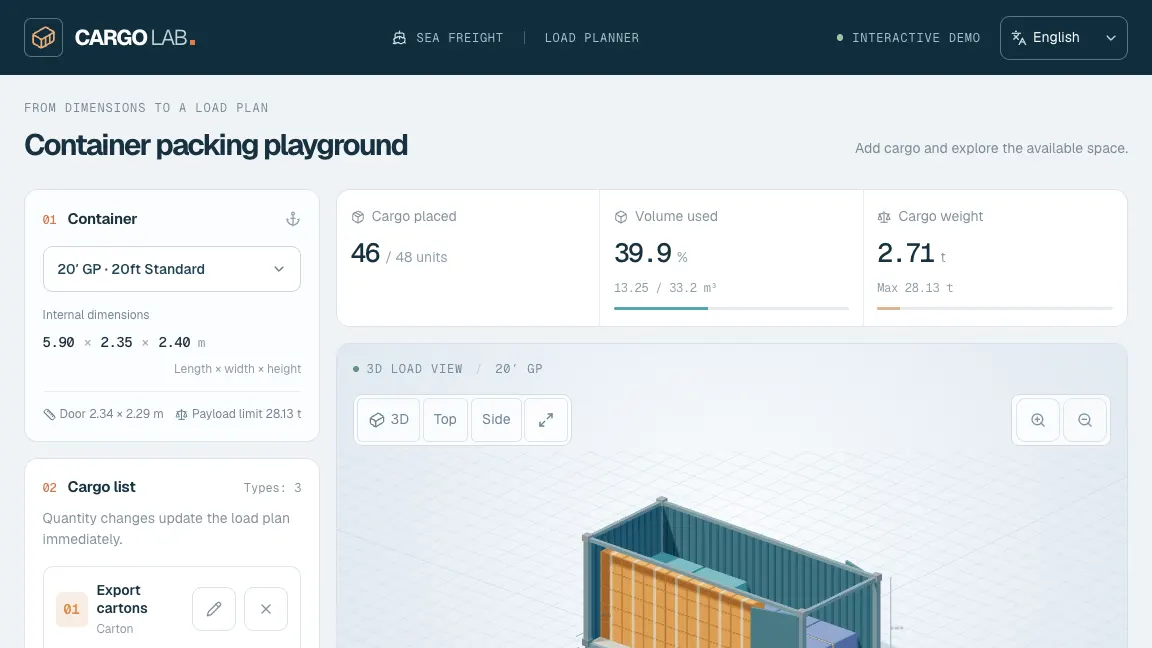 CARGO LAB.
SEA FREIGHT
LOAD PLANNER
INTERACTIVE DEMO
English
FROM DIMENSIONS TO A LOAD PLAN
Container packing playground
Add cargo and explore the available space.
01 Container
20′ GP · 20ft Standard
Internal dimensions
5.90 × 2.35 × 2.40 m
Length × width × height
Door 2.34 × 2.29 m
Payload limit 28.13 t
Cargo placed
46 / 48 units
Volume used
39.9 %
13.25 / 33.2 m³
Cargo weight
2.71 t
Max 28.13 t
3D LOAD VIEW / 20′ GP
3D
Top
Side
02 Cargo list
Types: 3
Quantity changes update the load plan
immediately.
01
Export
cartons
Carton